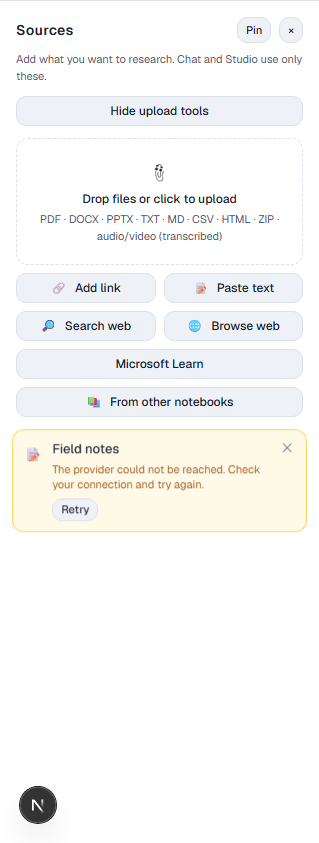 Sources
Pin
×
Add what you want to research. Chat and Studio use only
these.
Hide upload tools
Drop files or click to upload
PDF · DOCX · PPTX · TXT · MD · CSV · HTML · ZIP ·
audio/video (transcribed)
Add link
Paste text
Search web
Browse web
Microsoft Learn
From other notebooks
Field notes
The provider could not be reached. Check
your connection and try again.
Retry
N